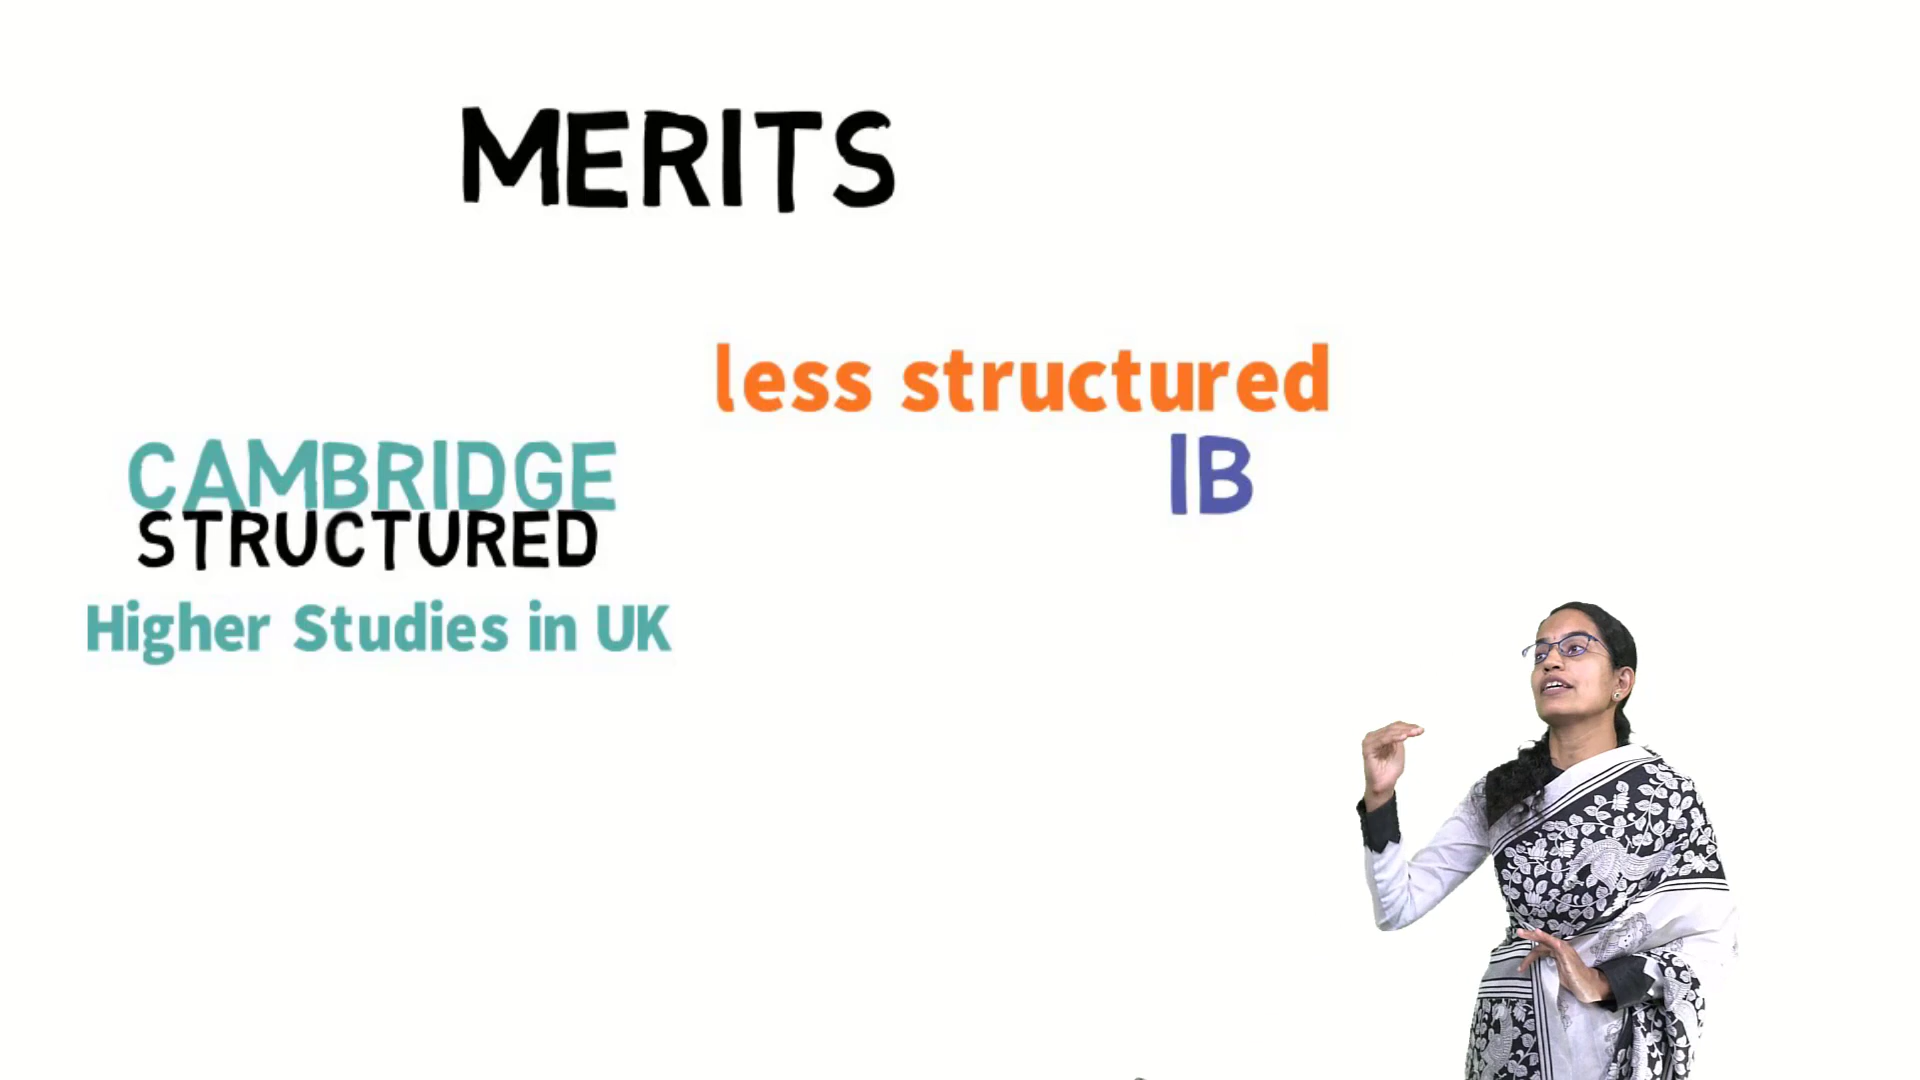 MERITS
less structured
CAMBRIDGE
IB
STRUCTURED
Higher Studies in UK